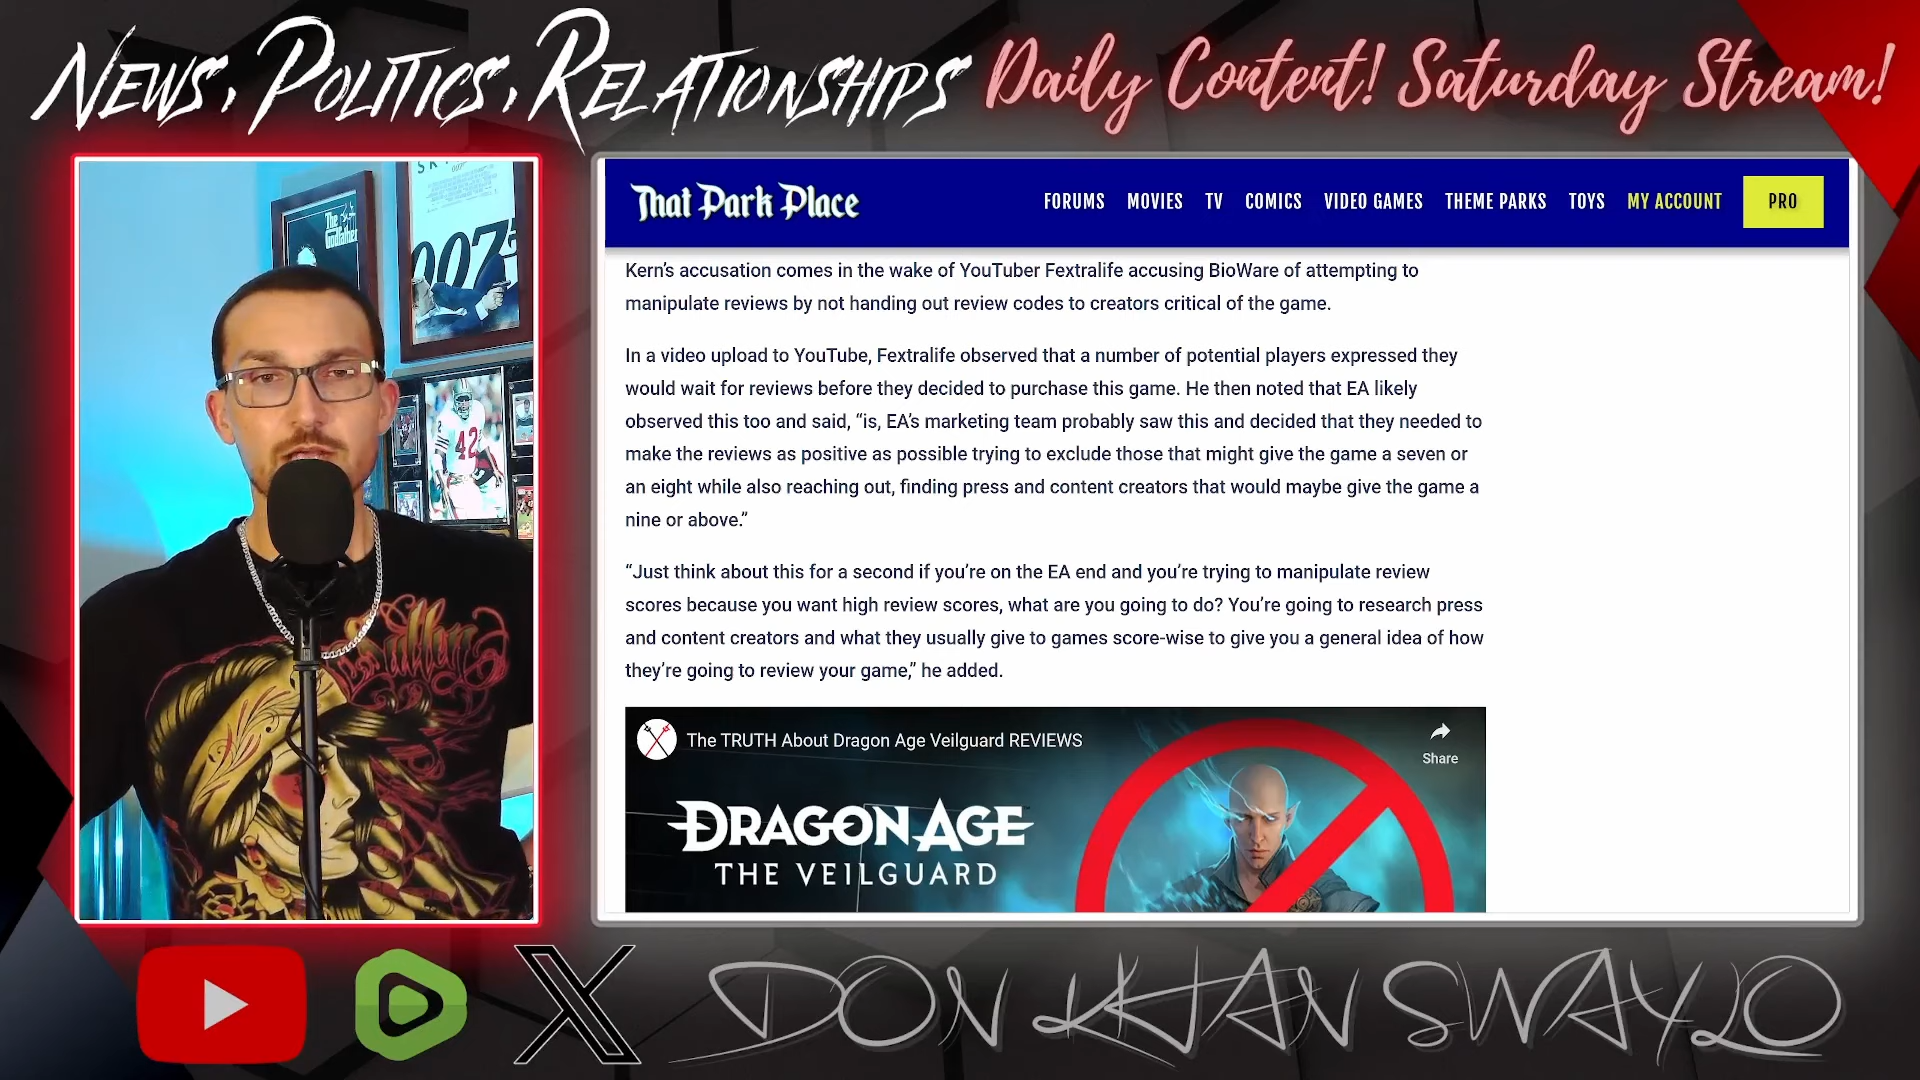 NEWS, POLITICS, RELATIONSHIPS
Daily Content! Saturday Stream!
The
Godfather
007
42
Sullen
That Park Place
FORUMS MOVIES TV COMICS VIDEO GAMES THEME PARKS TOYS MY ACCOUNT PRO
Kern's accusation comes in the wake of YouTuber Fextralife accusing BioWare of attempting to
manipulate reviews by not handing out review codes to creators critical of the game.
In a video upload to YouTube, Fextralife observed that a number of potential players expressed they
would wait for reviews before they decided to purchase this game. He then noted that EA likely
observed this too and said, “is, EA's marketing team probably saw this and decided that they needed to
make the reviews as positive as possible trying to exclude those that might give the game a seven or
an eight while also reaching out, finding press and content creators that would maybe give the game a
nine or above.”
“Just think about this for a second if you're on the EA end and you're trying to manipulate review
scores because you want high review scores, what are you going to do? You're going to research press
and content creators and what they usually give to games score-wise to give you a general idea of how
they're going to review your game,” he added.
The TRUTH About Dragon Age Veilguard REVIEWS
Share
DRAGON AGE
THE VEILGUARD
DON KHAN SWAYLO